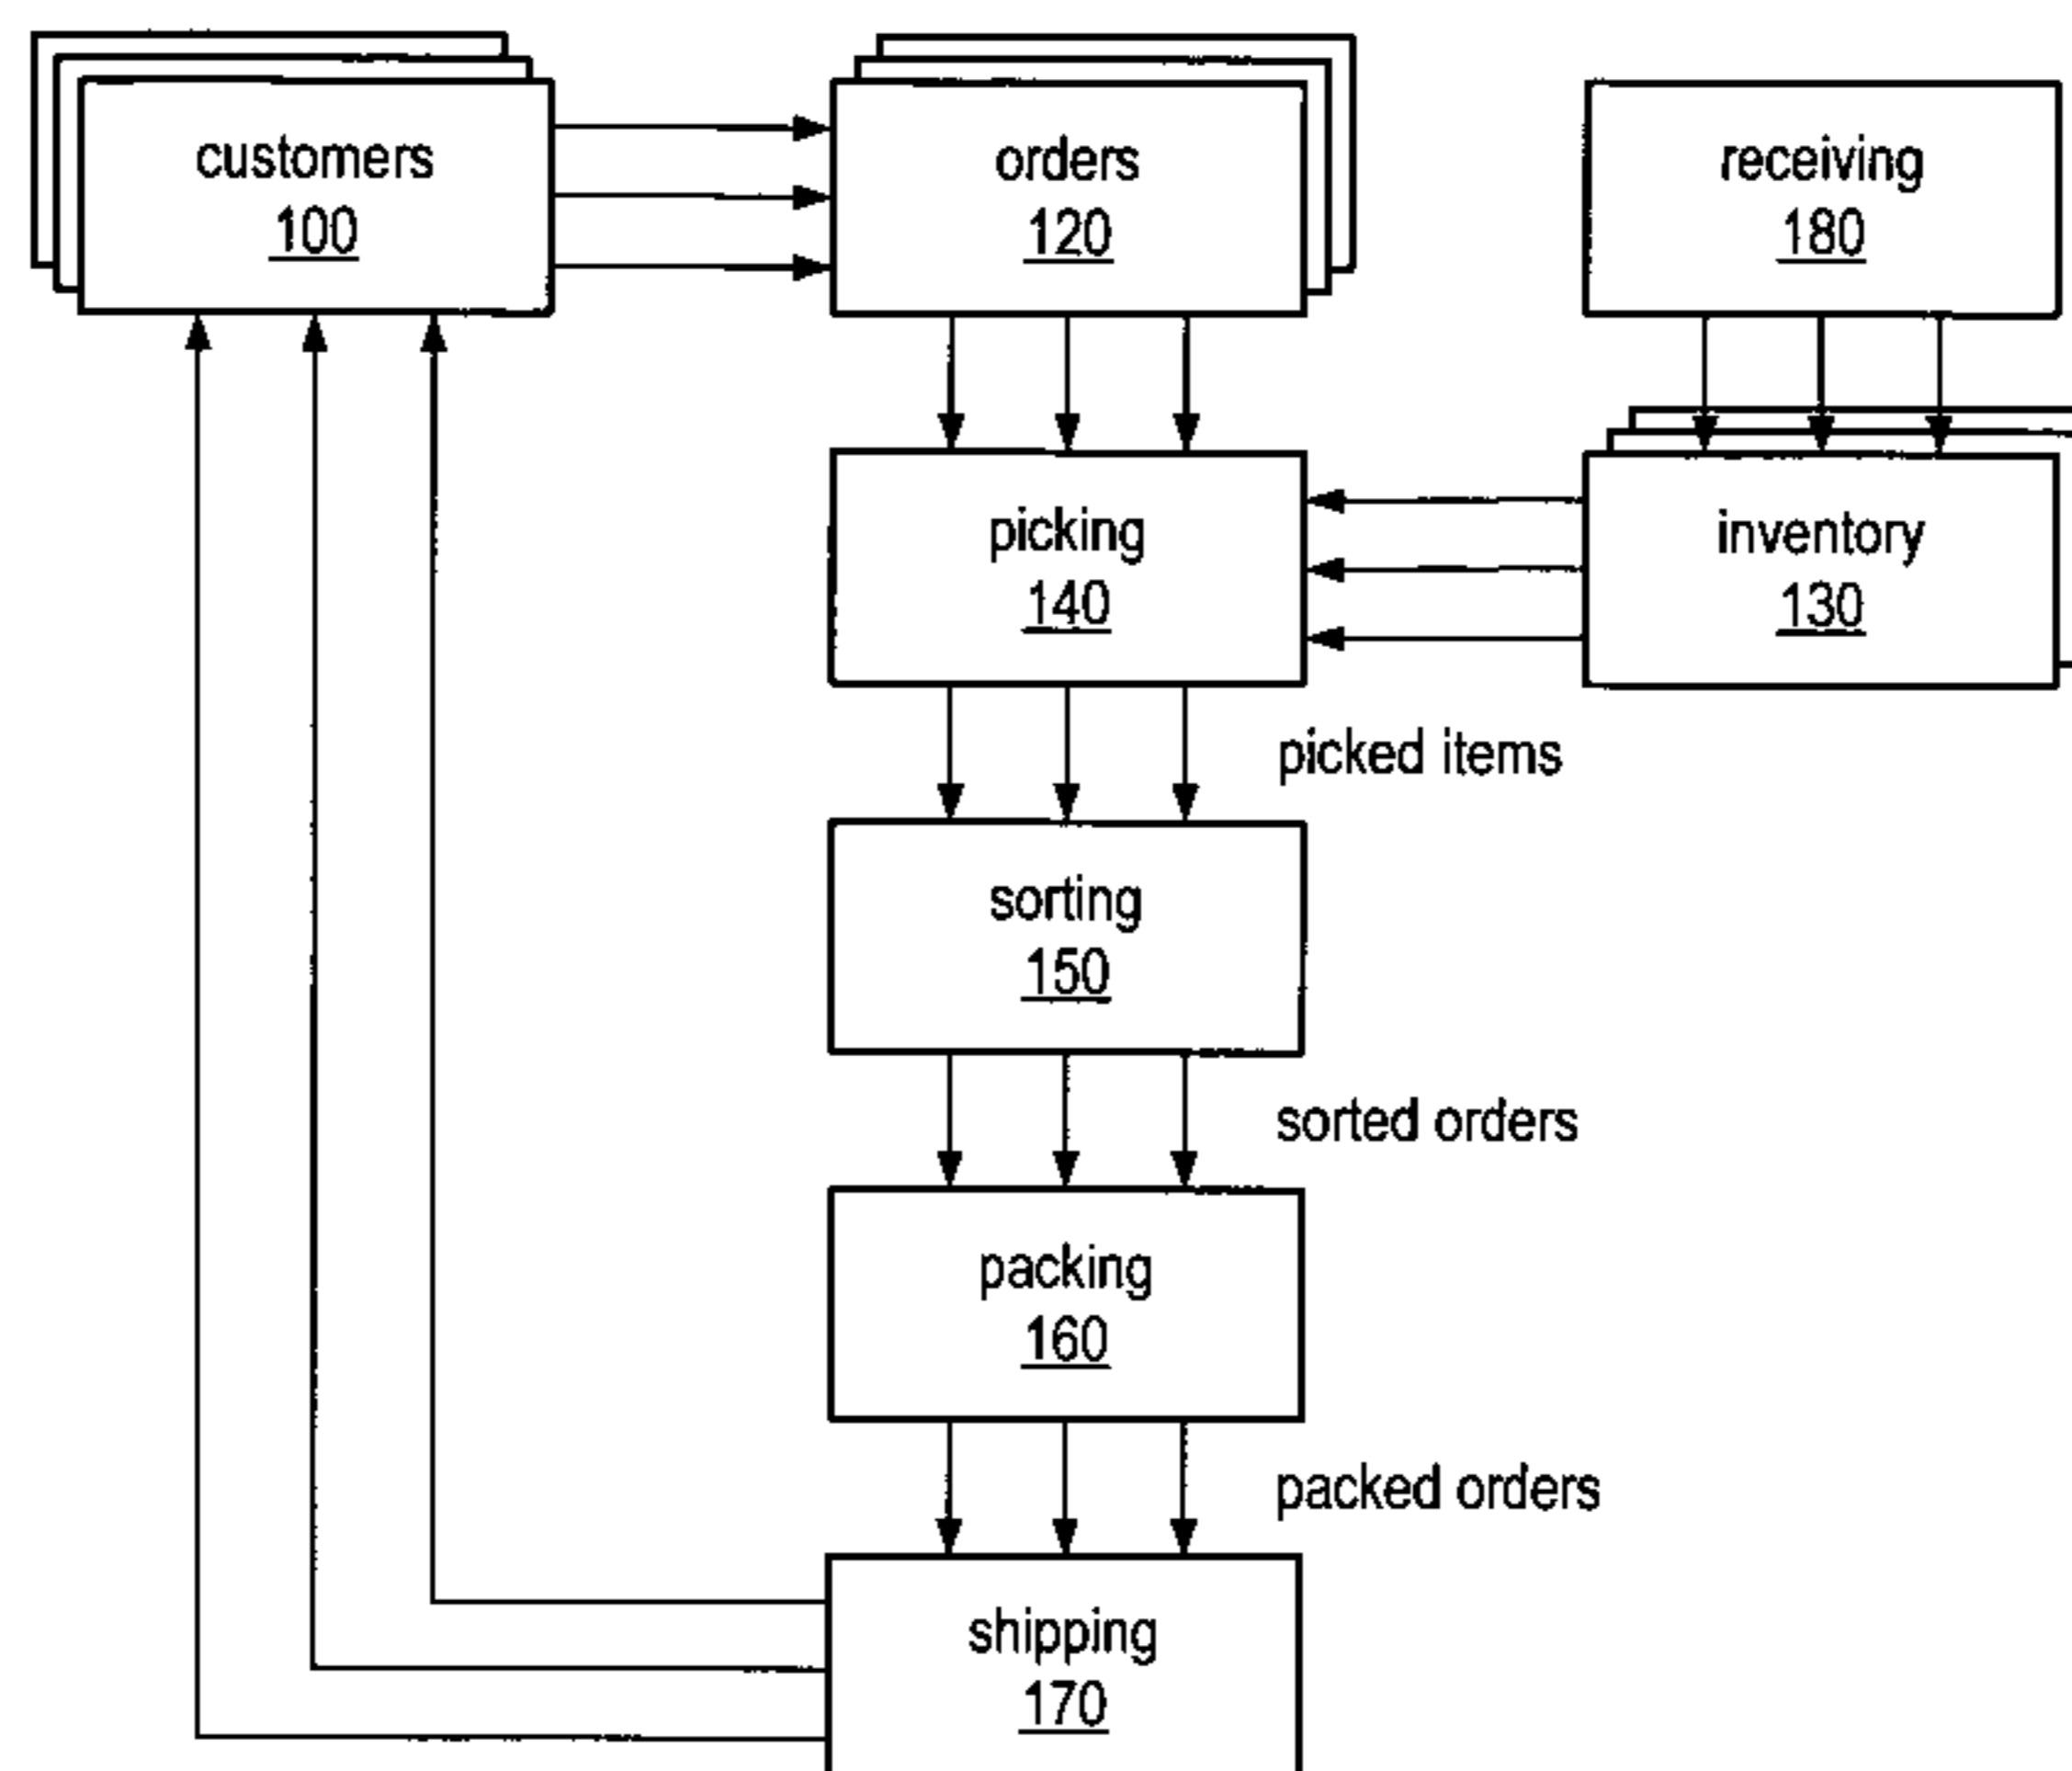 customers
100
orders
120
receiving
180
picking
140
inventory
130
picked items
sorting
150
sorted orders
packing
160
packed orders
shipping
170